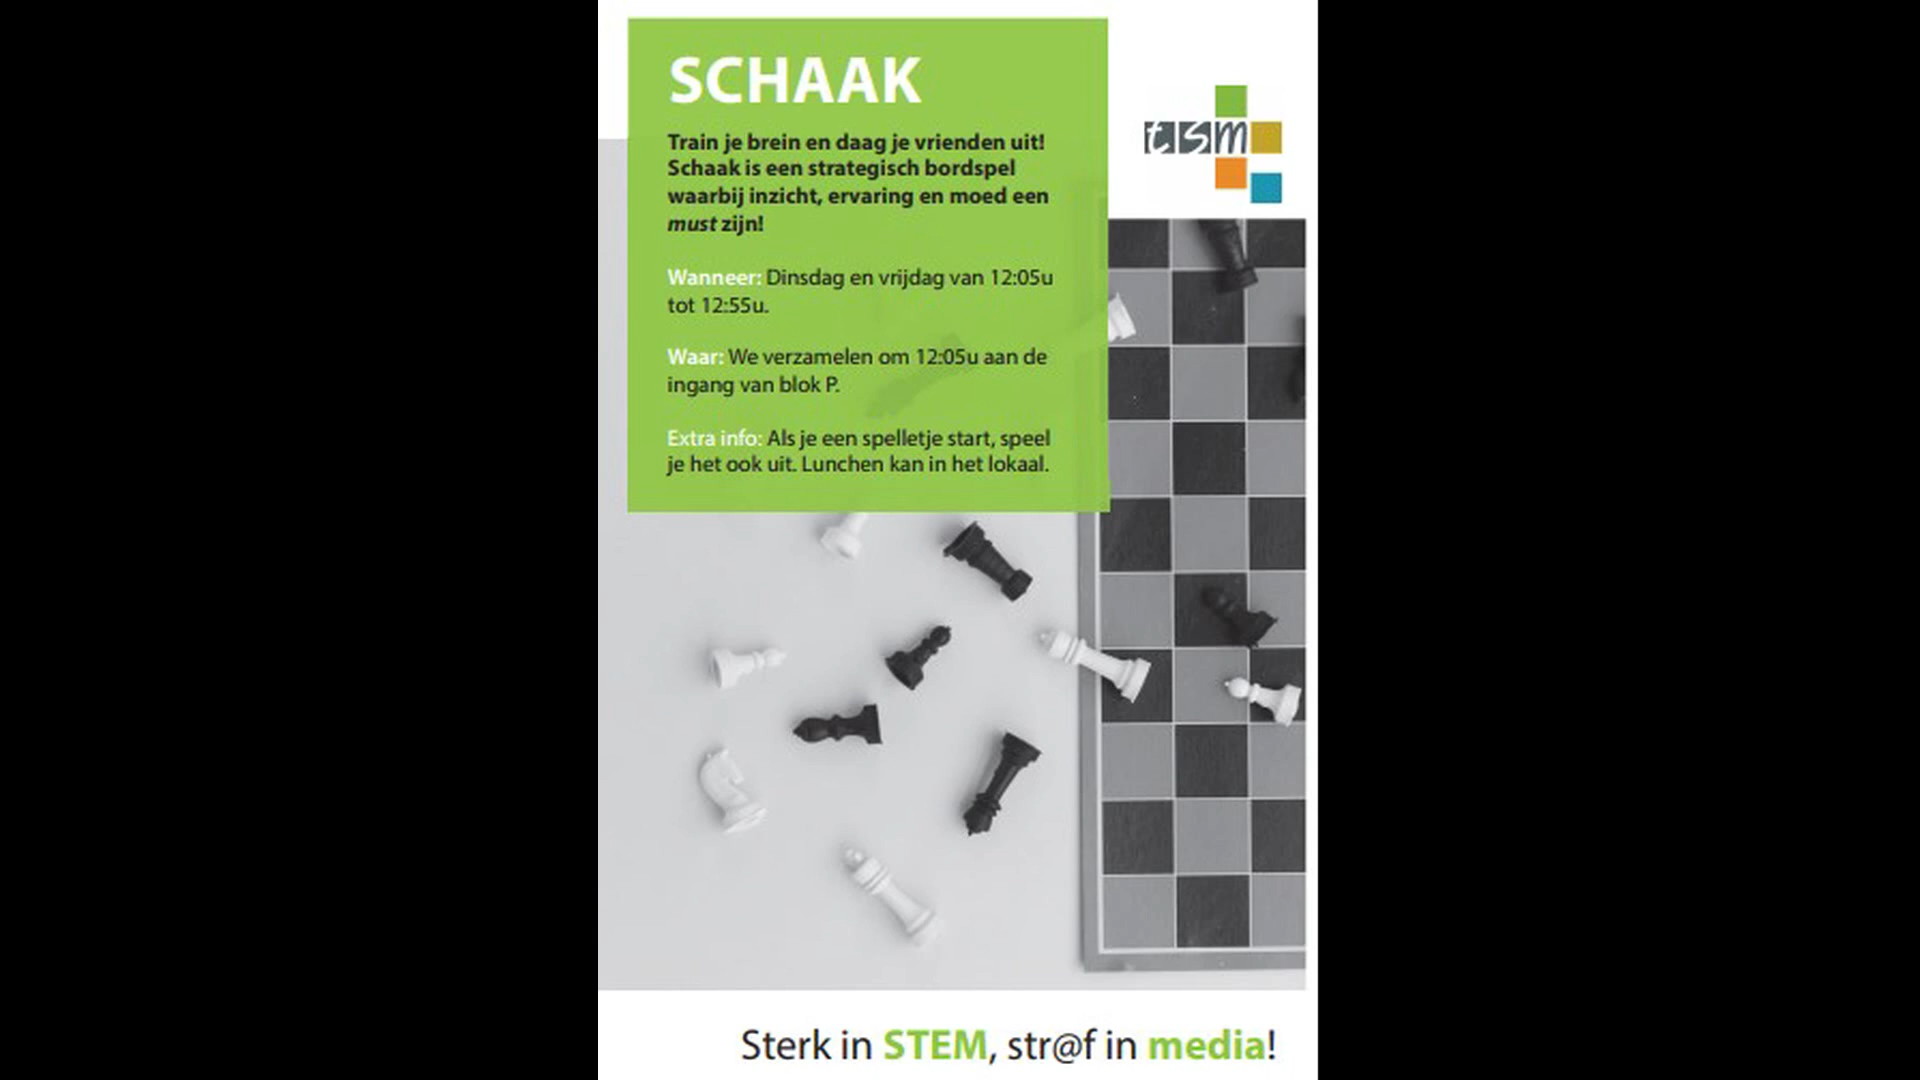 SCHAAK
Train je brein en daag je vrienden uit!
Schaak is een strategisch bordspel
waarbij inzicht, ervaring en moed een
must zijn!
Wanneer: Dinsdag en vrijdag van 12:05u
tot 12:55u.
Waar: We verzamelen om 12:05u aan de
ingang van blok P.
Extra info: Als je een spelletje start, speel
je het ook uit. Lunchen kan in het lokaal.
tsm
Sterk in STEM, str@f in media!